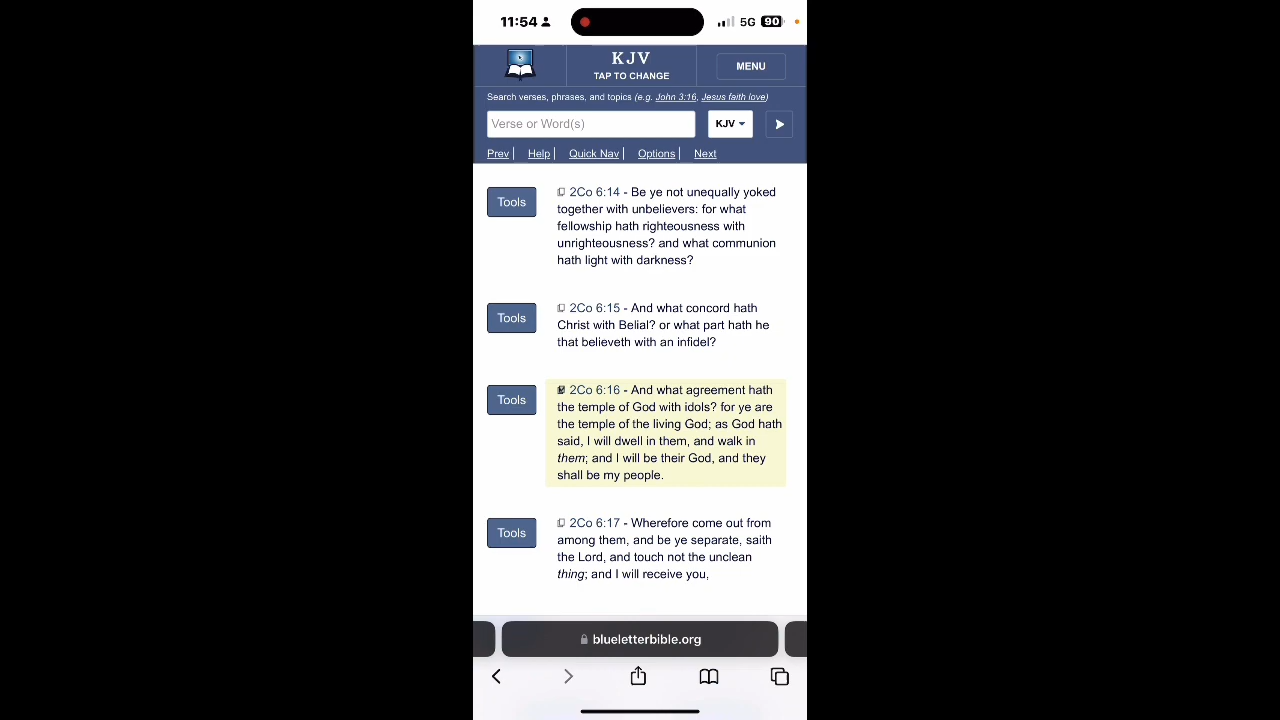 11:54 5G 90
KJV
TAP TO CHANGE
MENU
Search verses, phrases, and topics (e.g. John 3:16, Jesus faith love)
Verse or Word(s) KJV
Prev | Help | Quick Nav | Options | Next
Tools
2Co 6:14 - Be ye not unequally yoked
together with unbelievers: for what
fellowship hath righteousness with
unrighteousness? and what communion
hath light with darkness?
Tools
2Co 6:15 - And what concord hath
Christ with Belial? or what part hath he
that believeth with an infidel?
Tools
2Co 6:16 - And what agreement hath
the temple of God with idols? for ye are
the temple of the living God; as God hath
said, I will dwell in them, and walk in
them; and I will be their God, and they
shall be my people.
Tools
2Co 6:17 - Wherefore come out from
among them, and be ye separate, saith
the Lord, and touch not the unclean
thing; and I will receive you,
blueletterbible.org